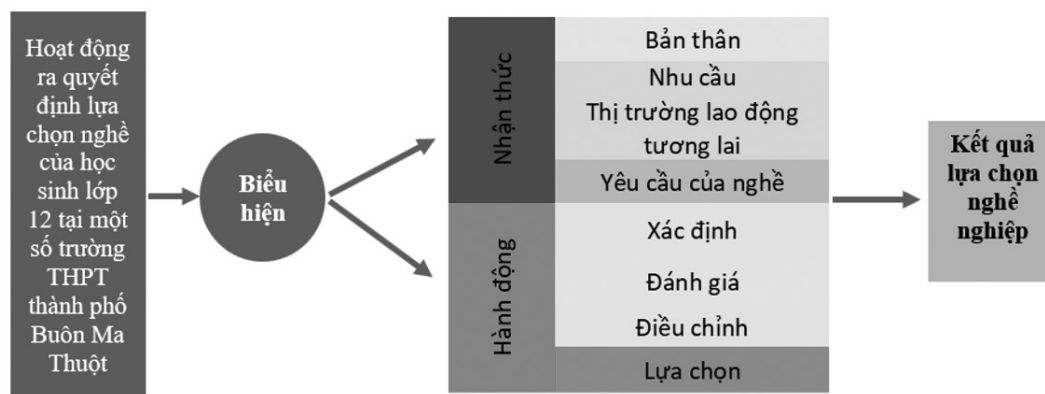 Hoạt động
ra quyết
định lựa
chọn nghề
của học
sinh lớp
12 tại một
số trường
THPT
thành phố
Buôn Ma
Thuột
Biểu
hiện
Nhận thức
Bản thân
Nhu cầu
Thị trường lao động
tương lai
Yêu cầu của nghề
Hành động
Xác định
Đánh giá
Điều chỉnh
Lựa chọn
Kết quả
lựa chọn
nghề
nghiệp